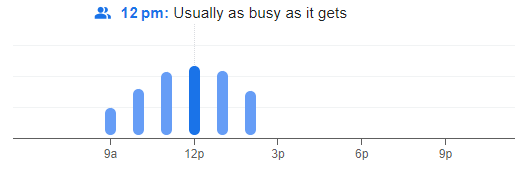 12 pm: Usually as busy as it gets
9a 12p 3p 6p 9p